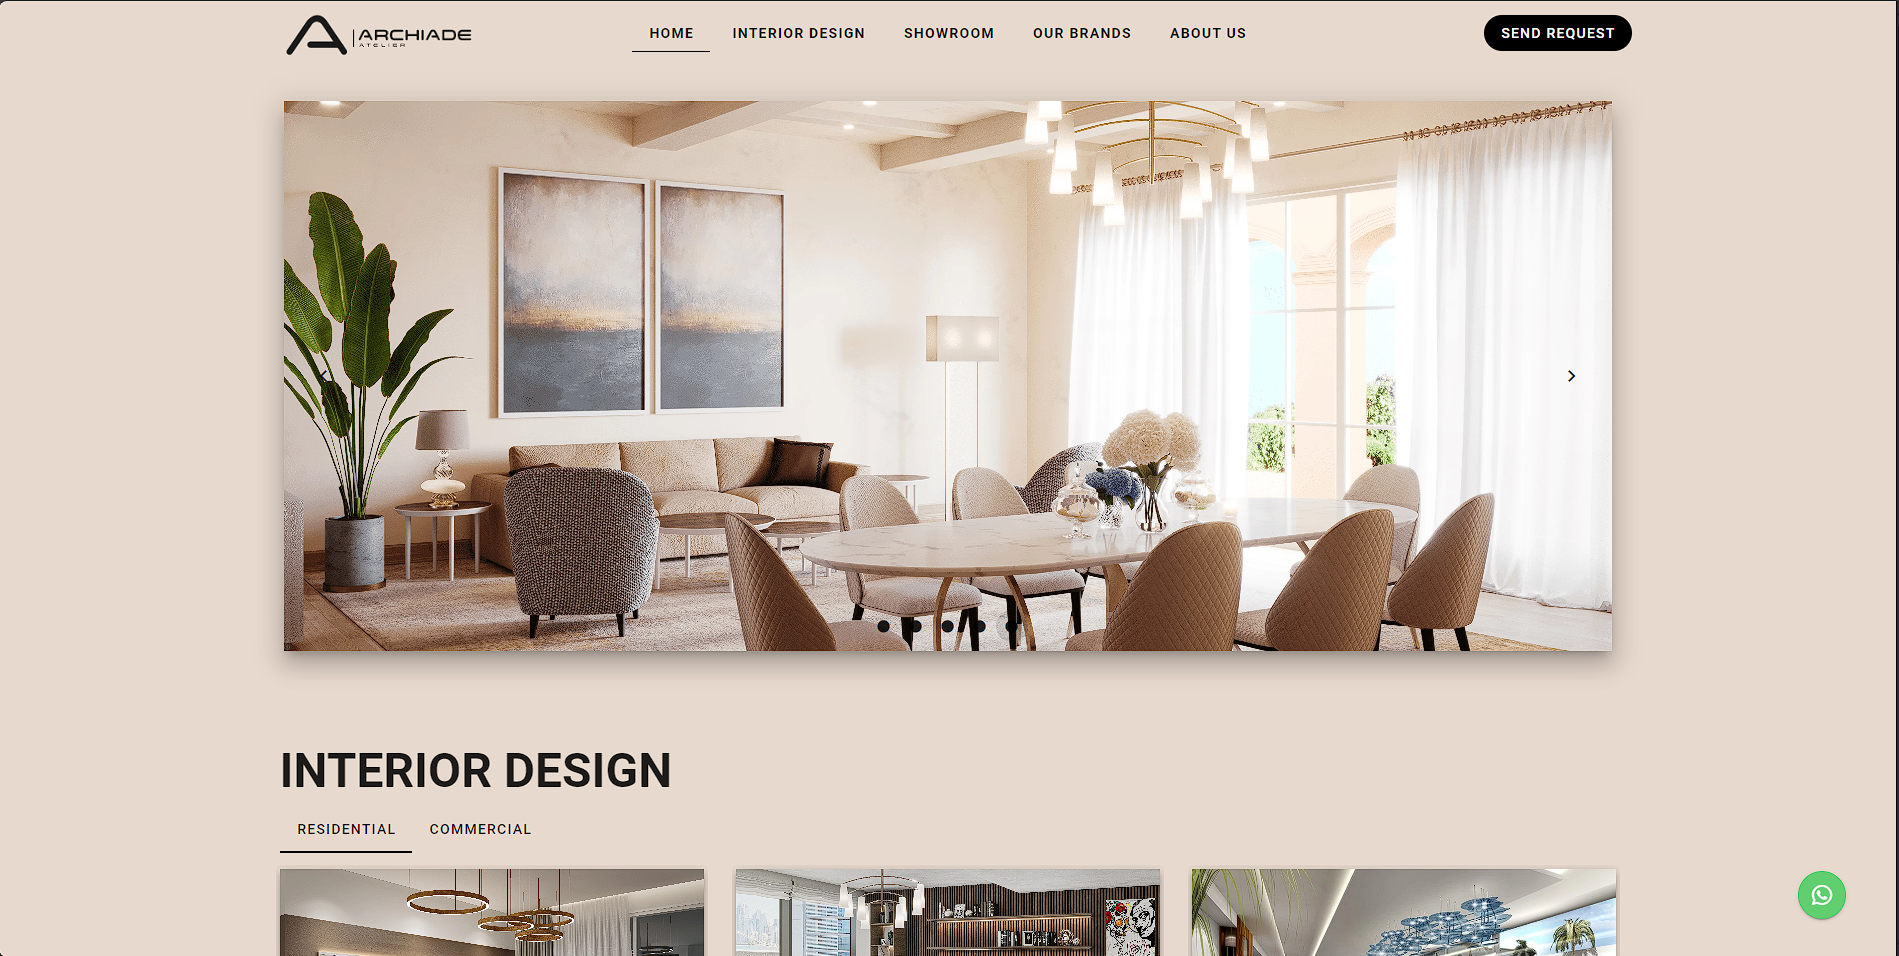 ARCHIADE
ATELIER
HOME
INTERIOR DESIGN
SHOWROOM
OUR BRANDS
ABOUT US
SEND REQUEST
INTERIOR DESIGN
RESIDENTIAL
COMMERCIAL